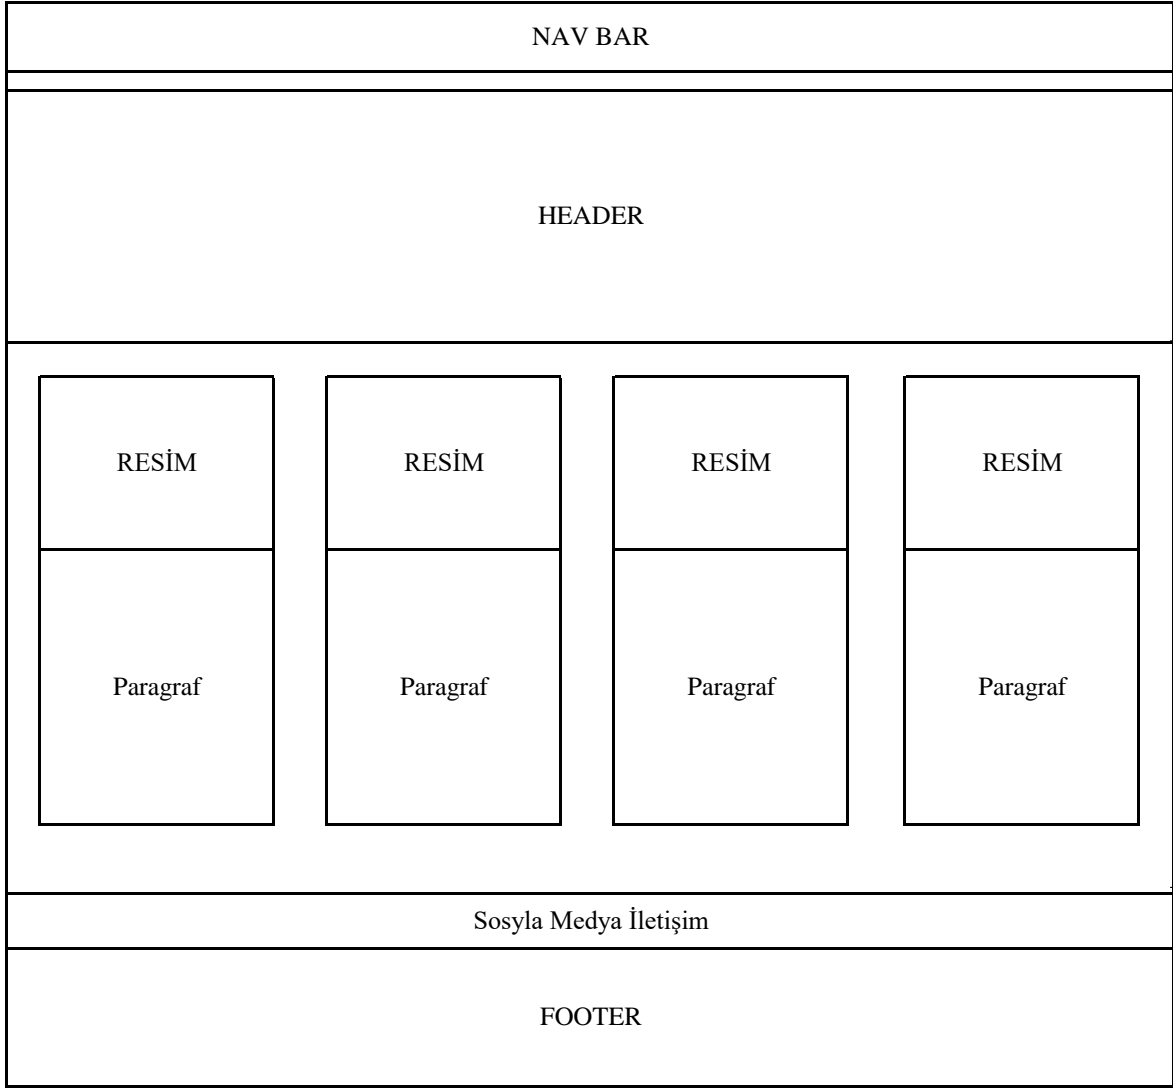 NAV BAR
HEADER
RESİM
RESİM
RESİM
RESİM
Paragraf
Paragraf
Paragraf
Paragraf
Sosyla Medya İletişim
FOOTER